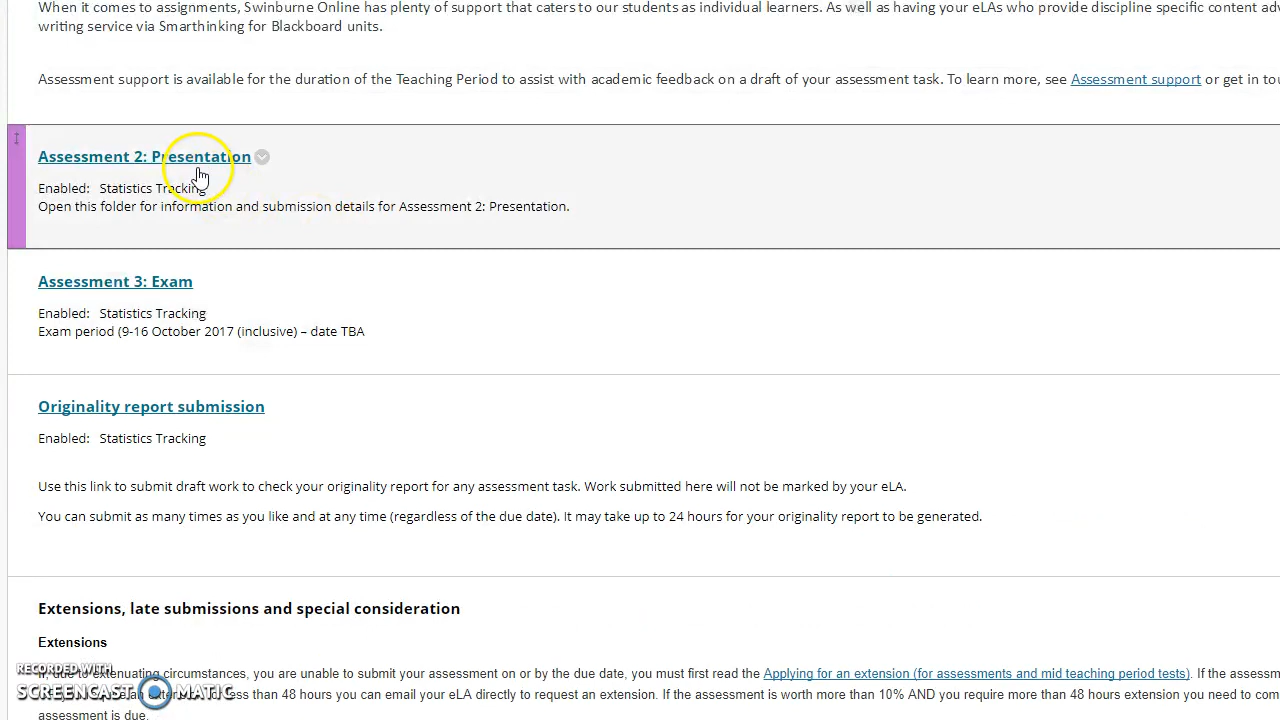 When it comes to assignments, Swinburne Online has plenty of support that caters to our students as individual learners. As well as having your eLAs who provide discipline specific content
writing service via Smarthinking for Blackboard units.
Assessment support is available for the duration of the Teaching Period to assist with academic feedback on a draft of your assessment task. To learn more, see Assessment support or get in
Assessment 2: Presentation
Enabled: Statistics Tracking
Open this folder for information and submission details for Assessment 2: Presentation.
Assessment 3: Exam
Enabled: Statistics Tracking
Exam period (9-16 October 2017 (inclusive) – date TBA
Originality report submission
Enabled: Statistics Tracking
Use this link to submit draft work to check your originality report for any assessment task. Work submitted here will not be marked by your eLA.
You can submit as many times as you like and at any time (regardless of the due date). It may take up to 24 hours for your originality report to be generated.
Extensions, late submissions and special consideration
Extensions
extenuating circumstances, you are unable to submit your assessment on or by the due date, you must first read the Applying for an extension (for assessments and mid teaching period tests). If the
less than 48 hours you can email your eLA directly to request an extension. If the assessment is worth more than 10% AND you require more than 48 hours extension you need to
assessment is due.
RECORDED WITH
SCREENCAST MATIC